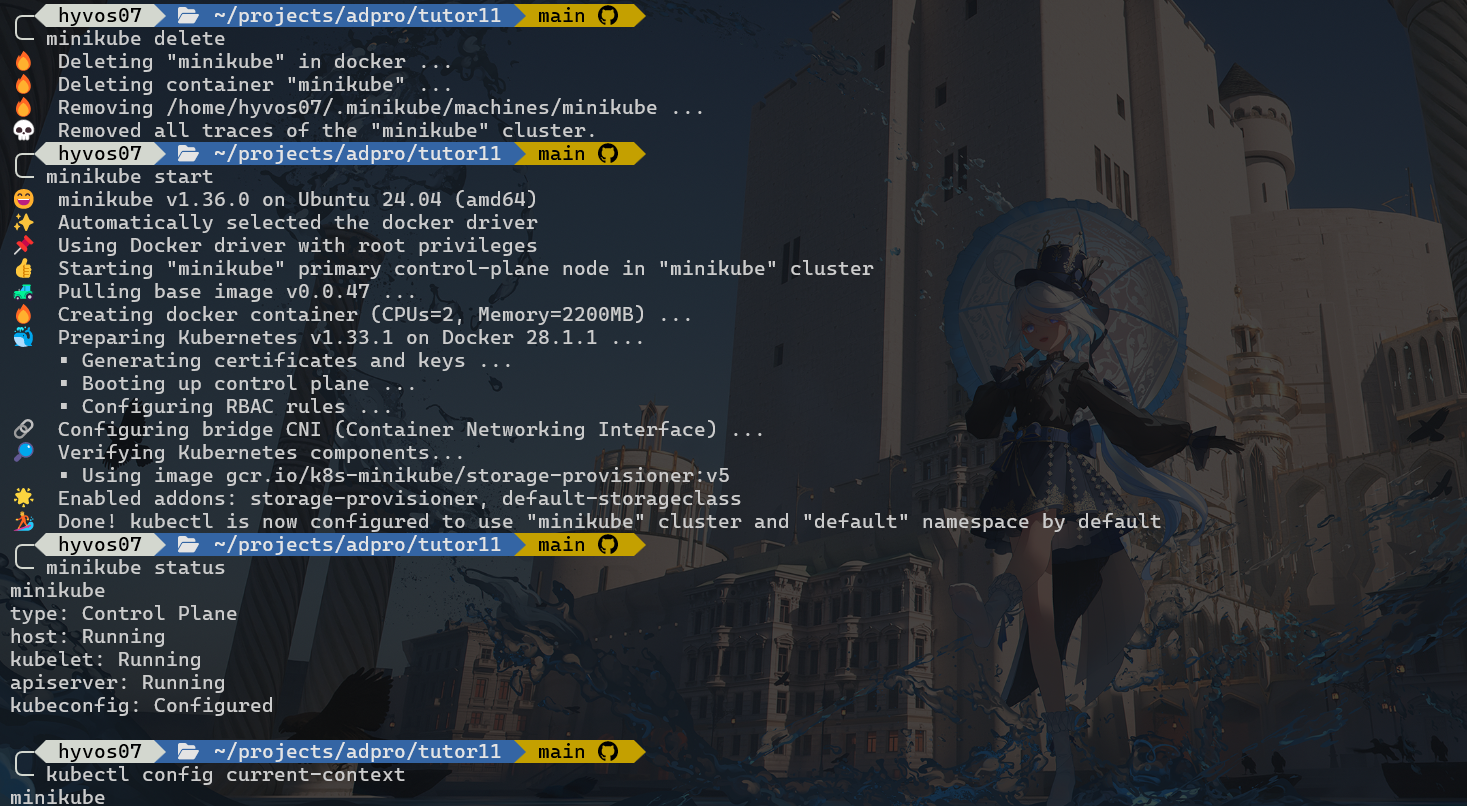 hyvos07 ~/projects/adpro/tutor11 main
minikube delete
🔥 Deleting "minikube" in docker ...
🔥 Deleting container "minikube" ...
🔥 Removing /home/hyvos07/.minikube/machines/minikube ...
💀 Removed all traces of the "minikube" cluster.
hyvos07 ~/projects/adpro/tutor11 main
minikube start
😄 minikube v1.36.0 on Ubuntu 24.04 (amd64)
✨ Automatically selected the docker driver
📌 Using Docker driver with root privileges
👍 Starting "minikube" primary control-plane node in "minikube" cluster
🚜 Pulling base image v0.0.47 ...
🔥 Creating docker container (CPUs=2, Memory=2200MB) ...
🐳 Preparing Kubernetes v1.33.1 on Docker 28.1.1 ...
▪ Generating certificates and keys ...
▪ Booting up control plane ...
▪ Configuring RBAC rules ...
🔗 Configuring bridge CNI (Container Networking Interface) ...
🔎 Verifying Kubernetes components...
▪ Using image gcr.io/k8s-minikube/storage-provisioner:v5
🌟 Enabled addons: storage-provisioner, default-storageclass
🏄 Done! kubectl is now configured to use "minikube" cluster and "default" namespace by default
hyvos07 ~/projects/adpro/tutor11 main
minikube status
minikube
type: Control Plane
host: Running
kubelet: Running
apiserver: Running
kubeconfig: Configured
hyvos07 ~/projects/adpro/tutor11 main
kubectl config current-context
minikube